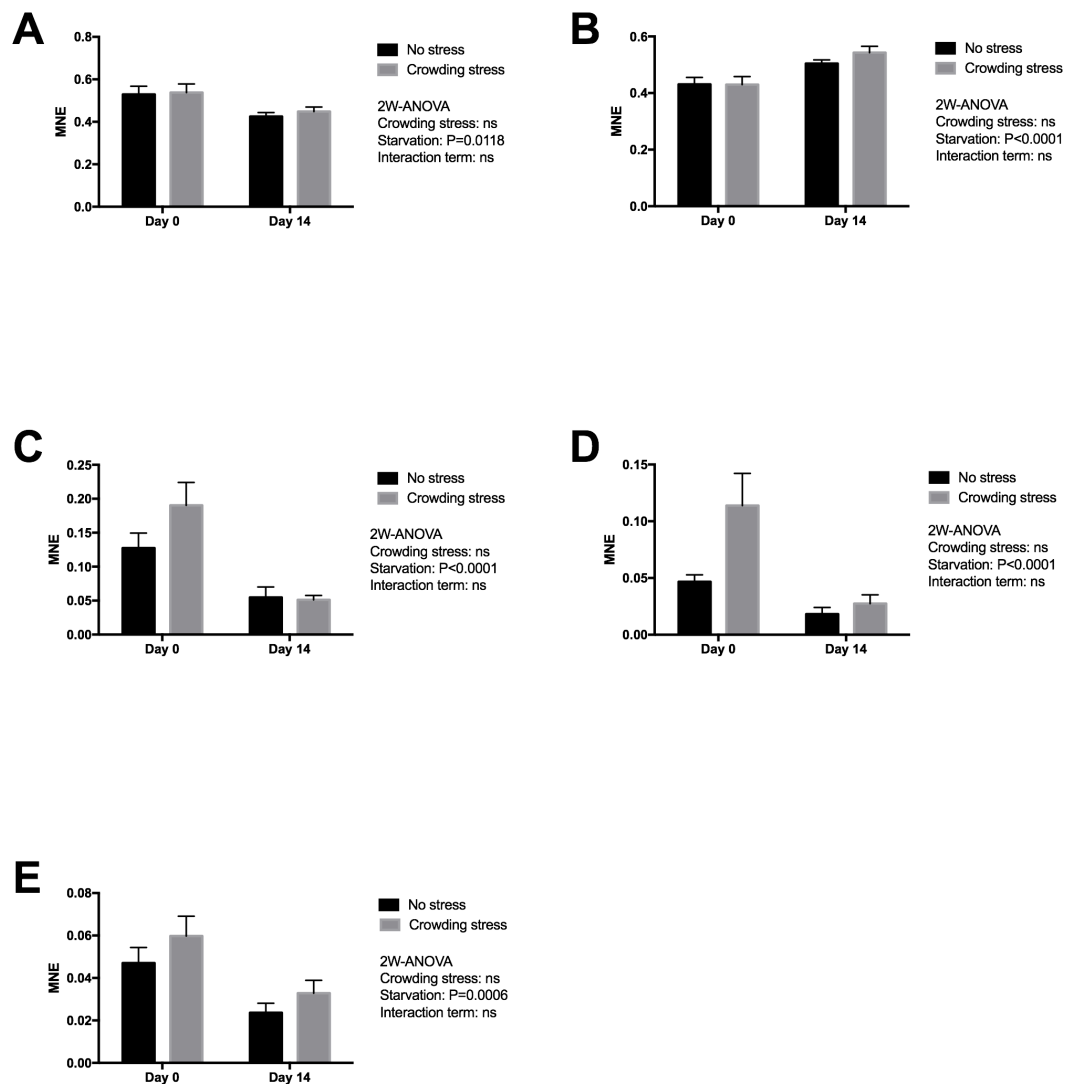 A
0.8
0.6
0.4
0.2
0.0
MNE
Day 0
Day 14
No stress
Crowding stress
2W-ANOVA
Crowding stress: ns
Starvation: P=0.0118
Interaction term: ns
B
0.6
0.4
0.2
0.0
MNE
Day 0
Day 14
No stress
Crowding stress
2W-ANOVA
Crowding stress: ns
Starvation: P<0.0001
Interaction term: ns
C
0.25
0.20
0.15
0.10
0.05
0.00
MNE
Day 0
Day 14
No stress
Crowding stress
2W-ANOVA
Crowding stress: ns
Starvation: P<0.0001
Interaction term: ns
D
0.15
0.10
0.05
0.00
MNE
Day 0
Day 14
No stress
Crowding stress
2W-ANOVA
Crowding stress: ns
Starvation: P<0.0001
Interaction term: ns
E
0.08
0.06
0.04
0.02
0.00
MNE
Day 0
Day 14
No stress
Crowding stress
2W-ANOVA
Crowding stress: ns
Starvation: P=0.0006
Interaction term: ns